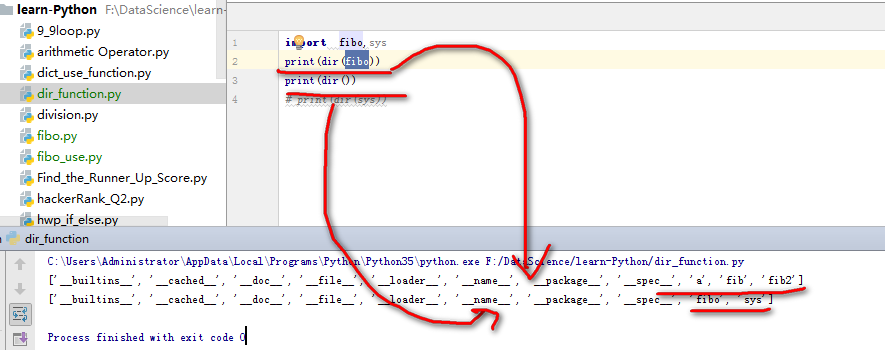 learn-Python F:\DataScience\learn-
9_9loop.py
arithmetic Operator.py
dict_use_function.py
dir_function.py
division.py
fibo.py
fibo_use.py
Find_the_Runner_Up_Score.py
hackerRank_Q2.py
hwp_if_else.py
1 import fibo,sys
2 print(dir(fibo))
3 print(dir())
4 # print(dir(sys))
dir_function
C:\Users\Administrator\AppData\Local\Programs\Python\Python35\python.exe F:/DataScience/learn-Python/dir_function.py
['__builtins__', '__cached__', '__doc__', '__file__', '__loader__', '__name__', '__package__', '__spec__', 'a', 'fib', 'fib2']
['__builtins__', '__cached__', '__doc__', '__file__', '__loader__', '__name__', '__package__', '__spec__', 'fibo', 'sys']
Process finished with exit code 0